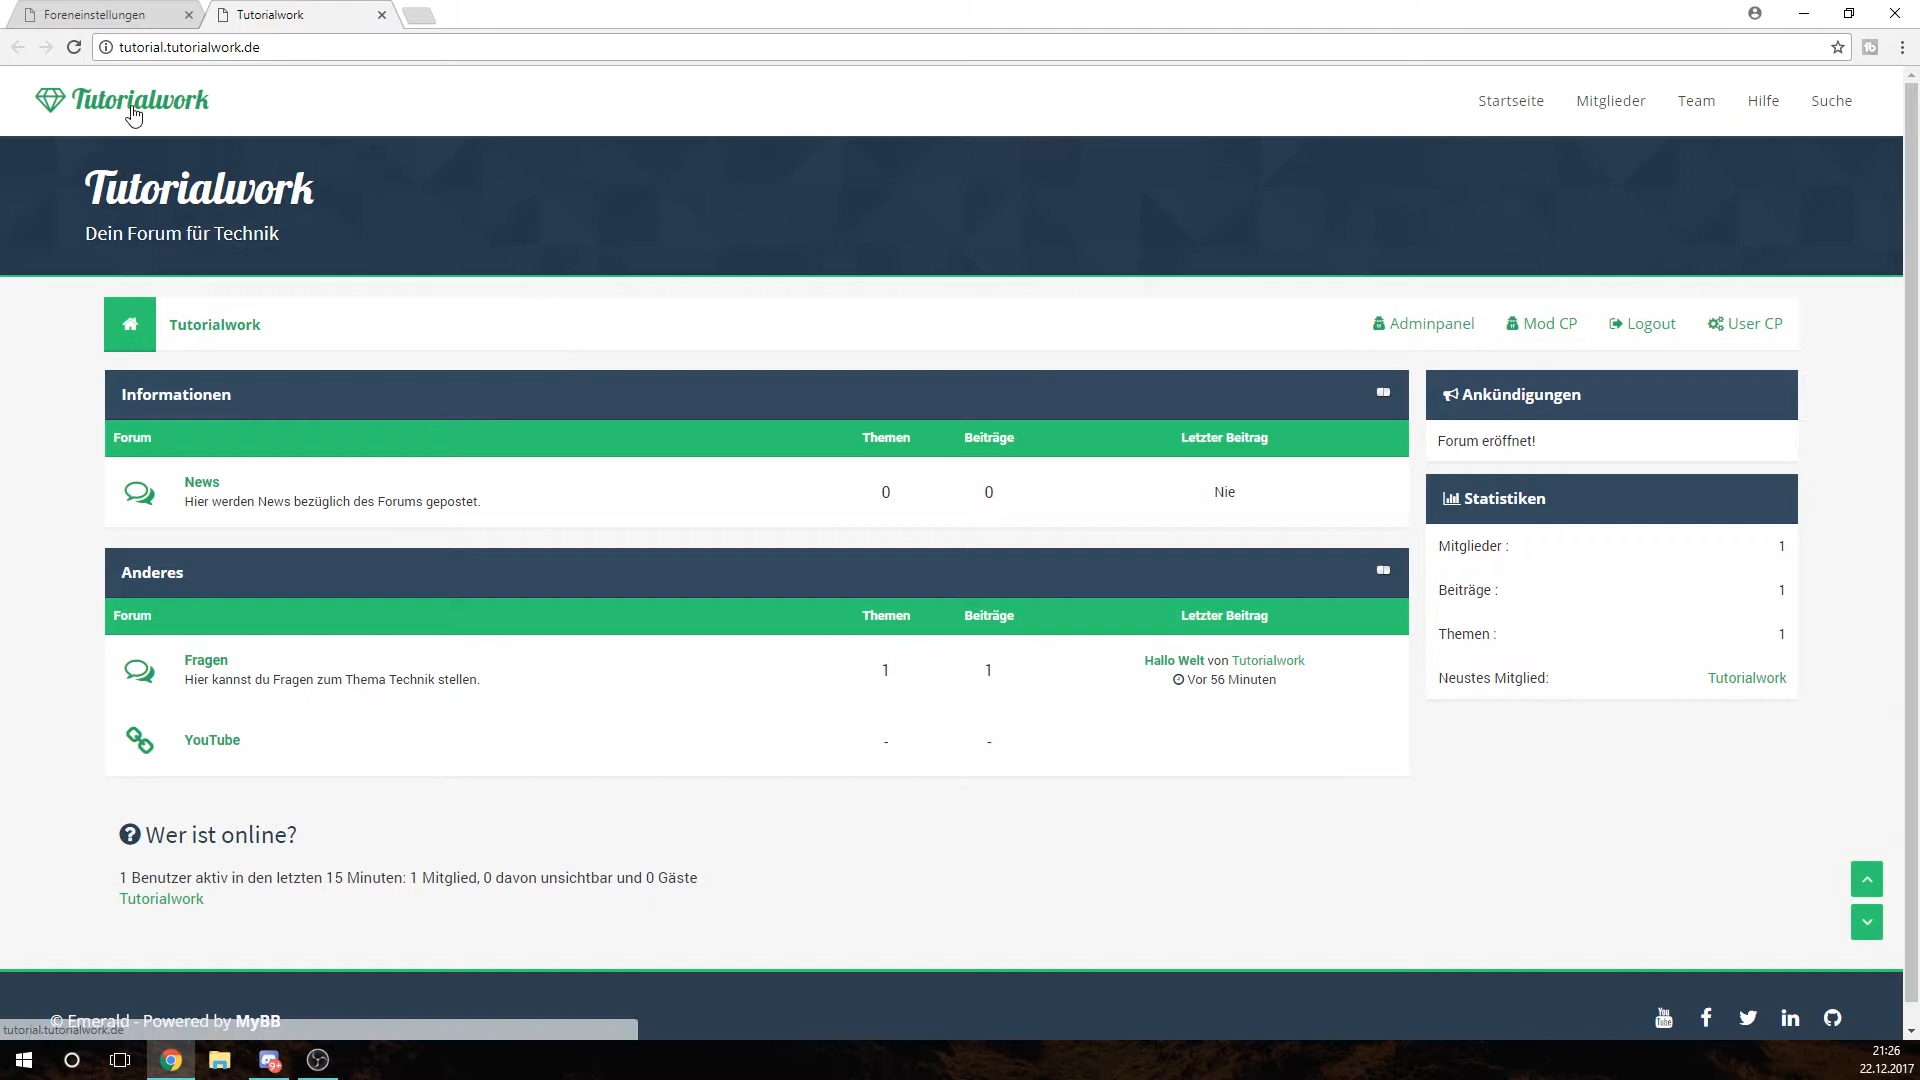 Foreneinstellungen
Tutorialwork
tutorial.tutorialwork.de
Tutorialwork
Startseite Mitglieder Team Hilfe Suche
Tutorialwork
Dein Forum für Technik
Tutorialwork
Adminpanel Mod CP Logout User CP
Informationen
Forum Themen Beiträge Letzter Beitrag
News
Hier werden News bezüglich des Forums gepostet.
0 0 Nie
Anderes
Forum Themen Beiträge Letzter Beitrag
Fragen
Hier kannst du Fragen zum Thema Technik stellen.
1 1
Hallo Welt von Tutorialwork
Vor 56 Minuten
YouTube - -
Ankündigungen
Forum eröffnet!
Statistiken
Mitglieder : 1
Beiträge : 1
Themen : 1
Neustes Mitglied: Tutorialwork
Wer ist online?
1 Benutzer aktiv in den letzten 15 Minuten: 1 Mitglied, 0 davon unsichtbar und 0 Gäste
Tutorialwork
© Emerald - Powered by MyBB
You Tube
tutorial.tutorialwork.de
9+
21:26
22.12.2017